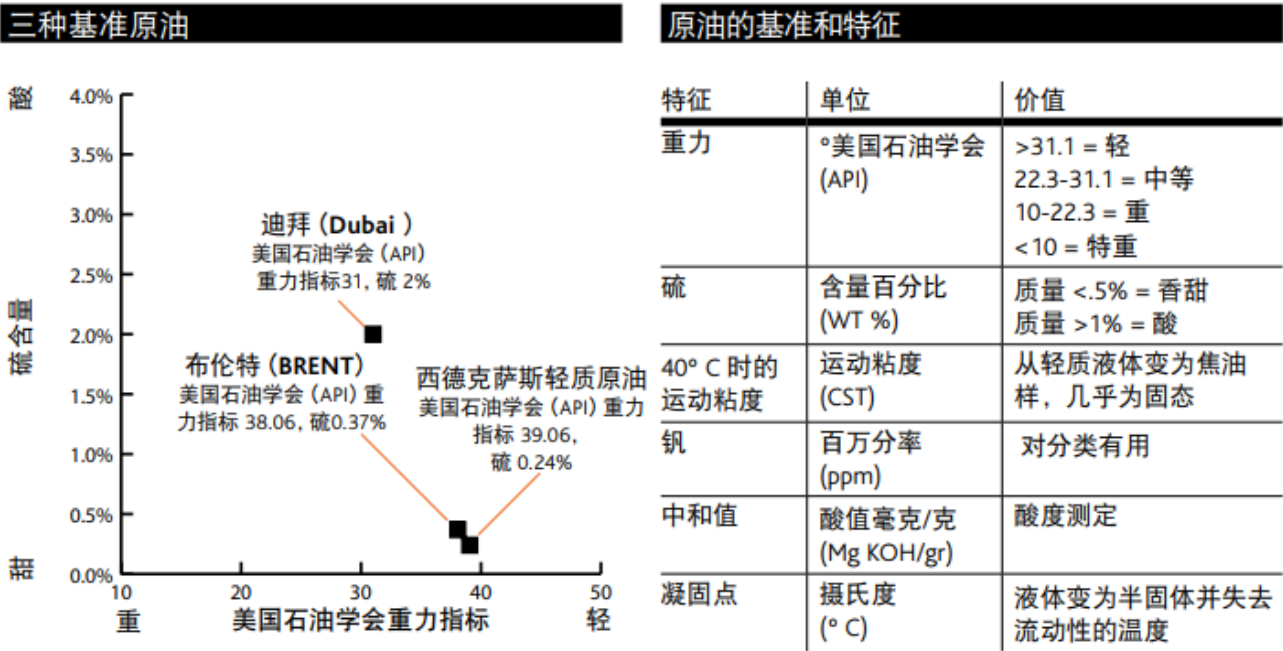 三种基准原油
酸
4.0%
3.5%
3.0%
2.5%
2.0%
1.5%
1.0%
0.5%
0.0%
硫含量
甜
迪拜（Dubai ）
美国石油学会（API）
重力指标31，硫 2%
布伦特（BRENT）
美国石油学会（API）重
力指标 38.06，硫0.37%
西德克萨斯轻质原油
美国石油学会（API）重力
指标 39.06，
硫 0.24%
10
20
30
40
50
重
美国石油学会重力指标
轻
原油的基准和特征
特征
单位
价值
重力
°美国石油学会
(API)
>31.1 = 轻
22.3-31.1 = 中等
10-22.3 = 重
<10 = 特重
硫
含量百分比
(WT %)
质量 <.5% = 香甜
质量 >1% = 酸
40° C 时的
运动粘度
运动粘度
(CST)
从轻质液体变为焦油
样，几乎为固态
钒
百万分率
(ppm)
对分类有用
中和值
酸值毫克/克
(Mg KOH/gr)
酸度测定
凝固点
摄氏度
(° C)
液体变为半固体并失去
流动性的温度